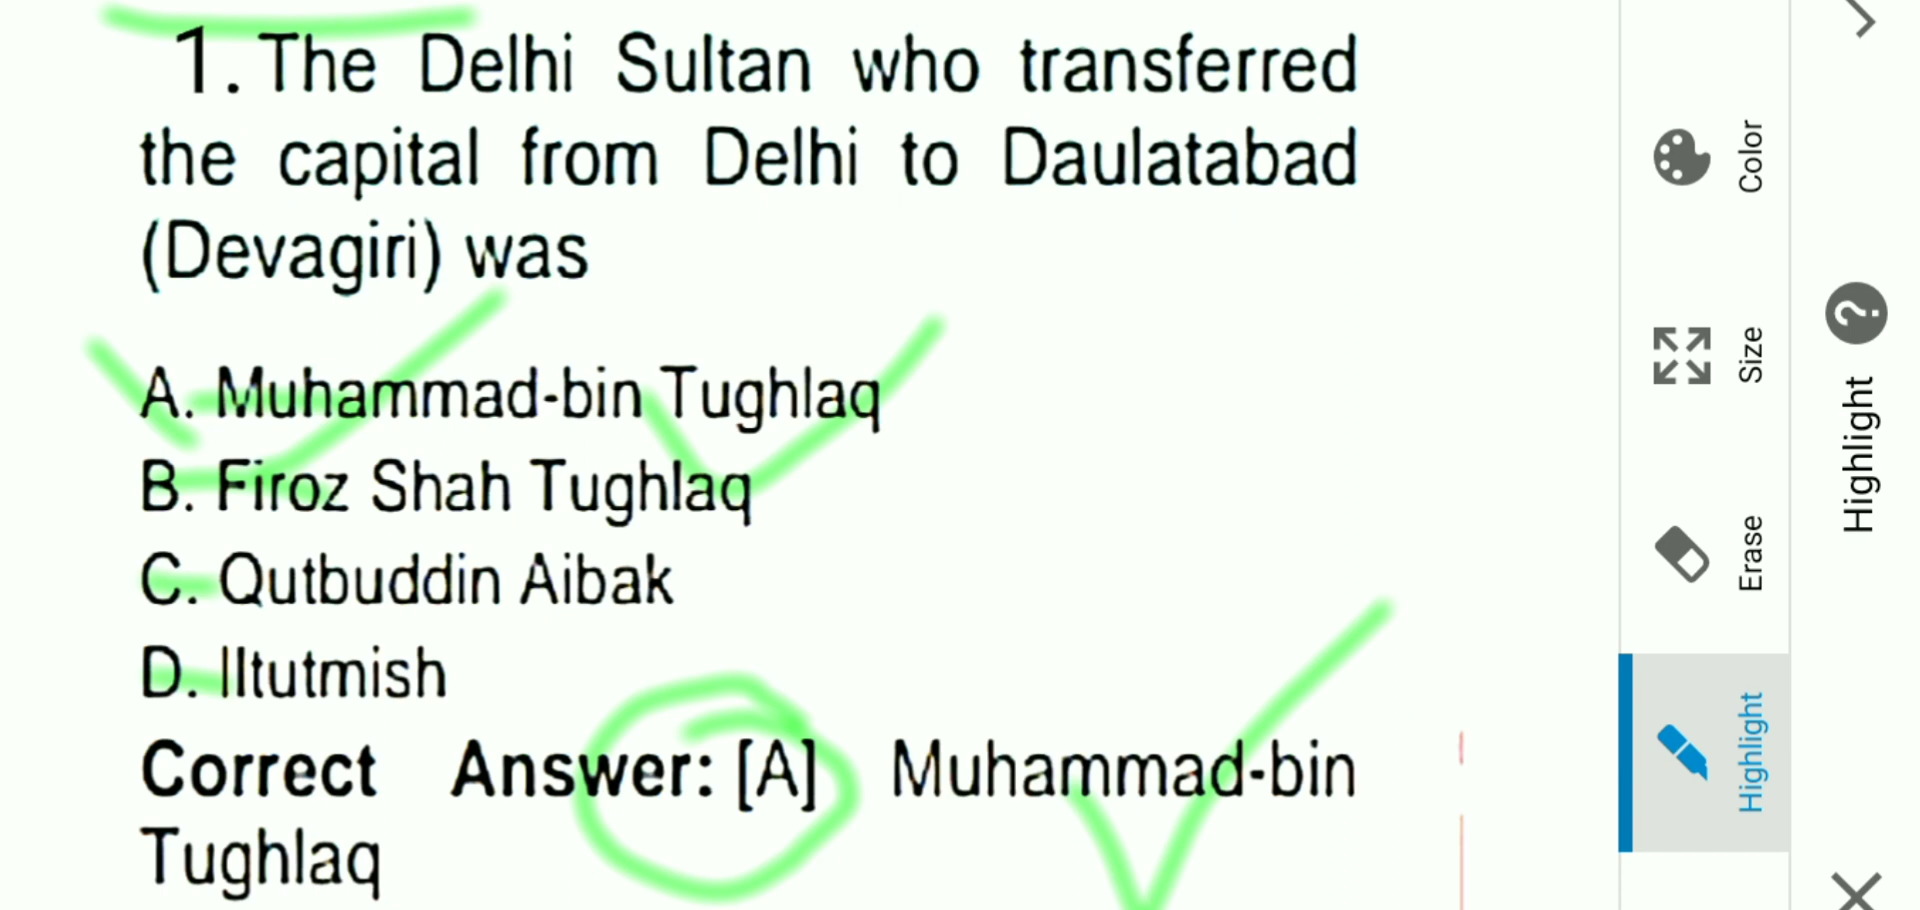 1. The Delhi Sultan who transferred
the capital from Delhi to Daulatabad
(Devagiri) was
A. Muhammad-bin Tughlaq
B. Firoz Shah Tughlaq
C. Qutbuddin Aibak
D. Iltutmish
Correct Answer: [A] Muhammad-bin
Tughlaq
Color
Size
Erase
Highlight
Highlight ?